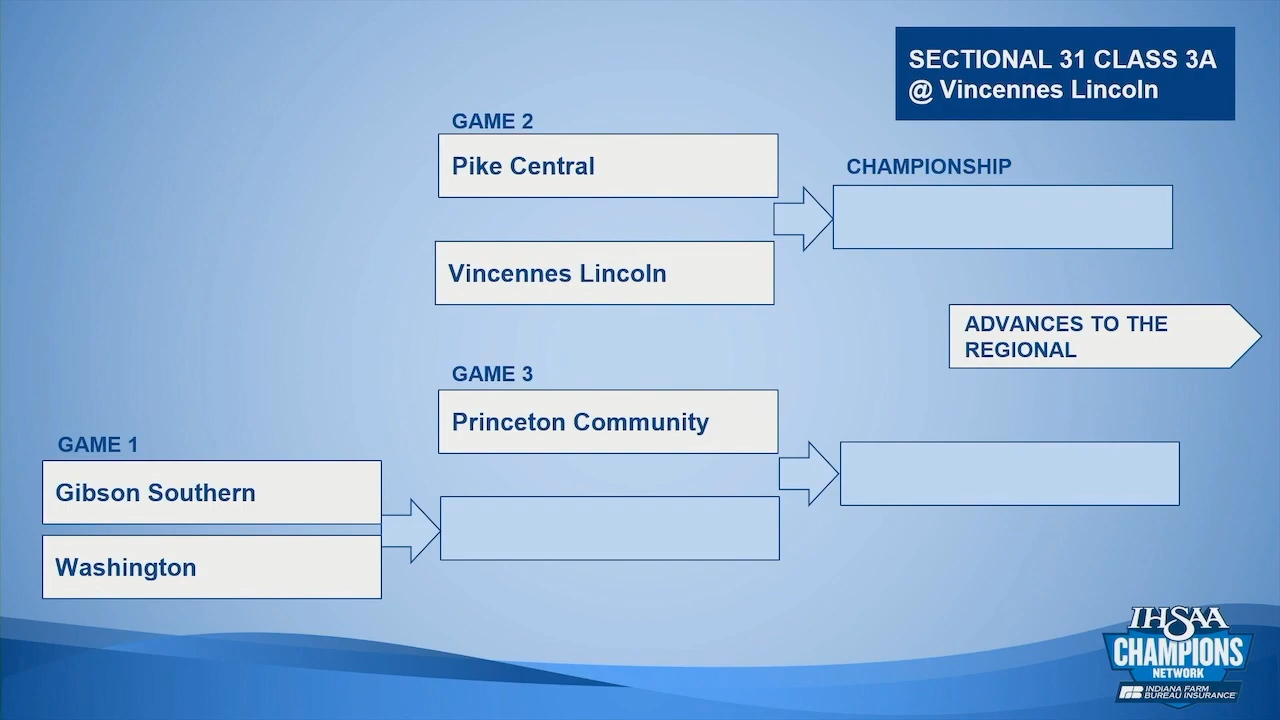 SECTIONAL 31 CLASS 3A
@ Vincennes Lincoln
GAME 2
Pike Central
Vincennes Lincoln
CHAMPIONSHIP
ADVANCES TO THE
REGIONAL
GAME 3
Princeton Community
GAME 1
Gibson Southern
Washington
IHSAA
CHAMPIONS
NETWORK
INDIANA FARM
BUREAU INSURANCE